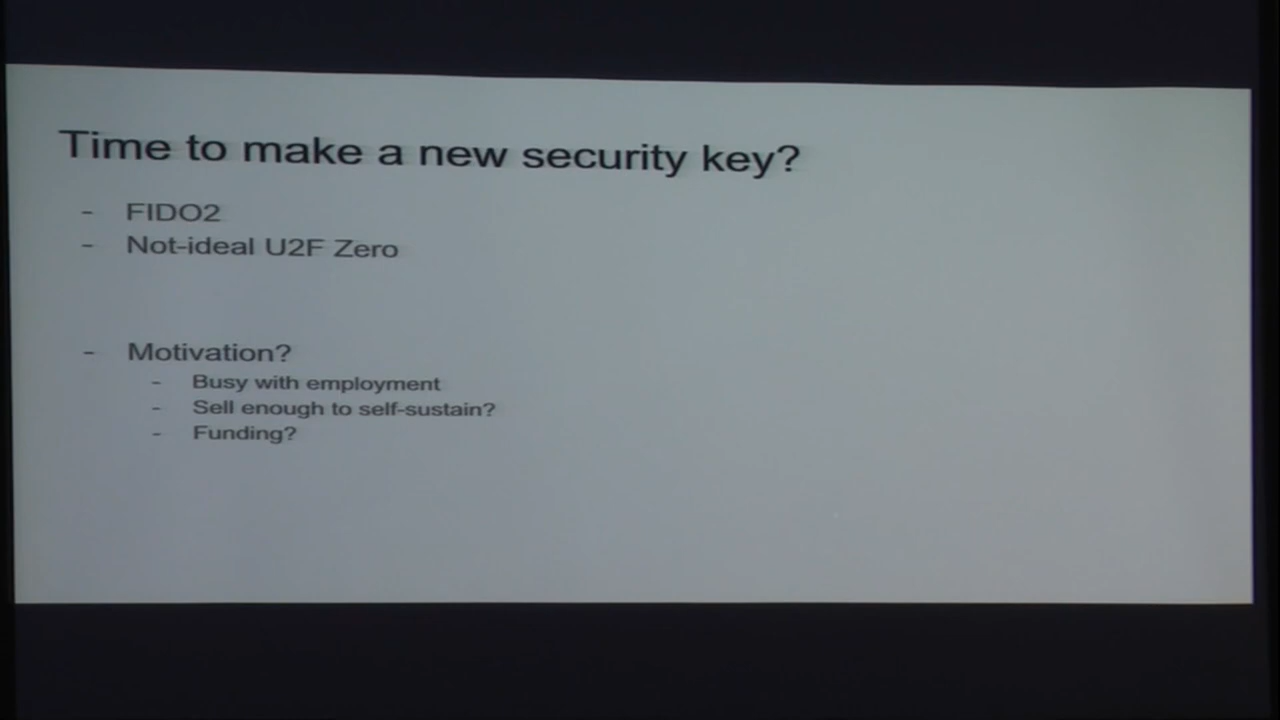 Time to make a new security key?
- FIDO2
- Not-ideal U2F Zero
- Motivation?
- Busy with employment
- Sell enough to self-sustain?
- Funding?